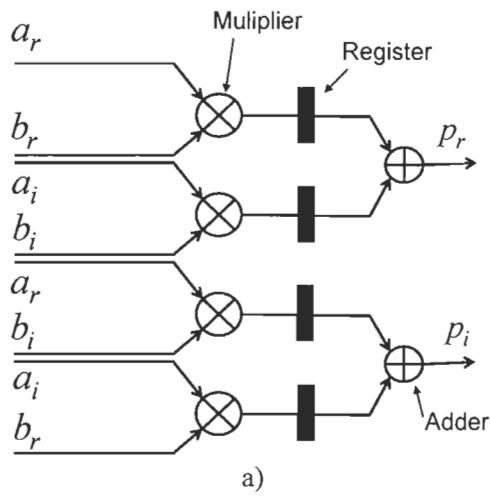 Muliplier
a_r
Register
b_r
p_r
a_i
b_i
a_r
b_i
p_i
a_i
Adder
b_r
a)